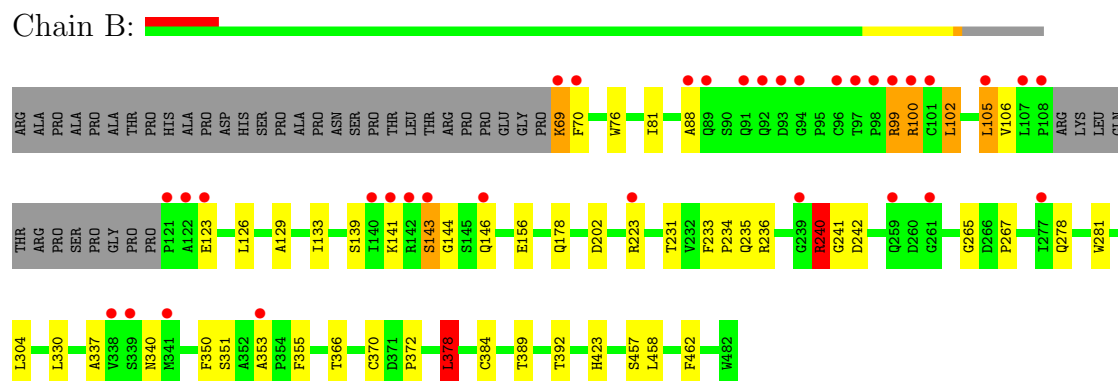 Chain B:
ARG ALA PRO ALA PRO ALA ALA THR PRO HIS ALA PRO ASP HIS SER PRO ALA PRO ILE PRO ASN SER PRO THR LEU THR ARG PRO PRO GLU GLY PRO K69 F70 W76 I81 A88 Q89 S90 Q91 Q92 D93 G94 P95 C96 T97 P98 R99 R100 C101 L102 L105 V106 L107 P108 ARG LYS LEU GLN
THR ARG PRO SER PRO GLY PRO PRO P121 A122 E123 L126 A129 I133 S139 I140 K141 R142 S143 G144 S145 Q146 E156 Q178 D202 R223 T231 V232 F233 P234 Q235 R236 G239 R240 G241 D242 Q259 D260 G261 G265 D266 P267 I277 Q278 W281
L304 L330 A337 V338 S339 N340 M341 F350 S351 A352 A353 P354 F355 T366 C370 D371 P372 L378 C384 T389 T392 H423 S457 L458 F462 W482